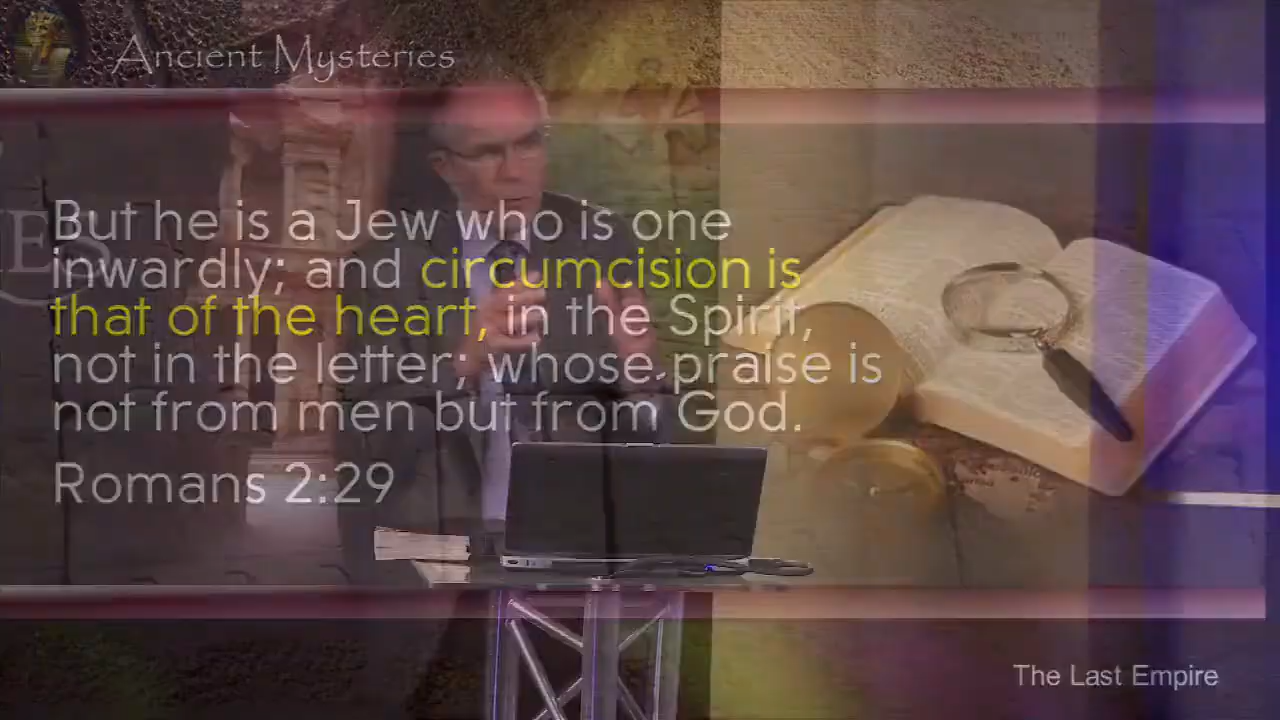 Ancient Mysteries
But he is a Jew who is one
inwardly; and circumcision is
that of the heart, in the Spirit,
not in the letter; whose praise is
not from men but from God.
Romans 2:29
The Last Empire